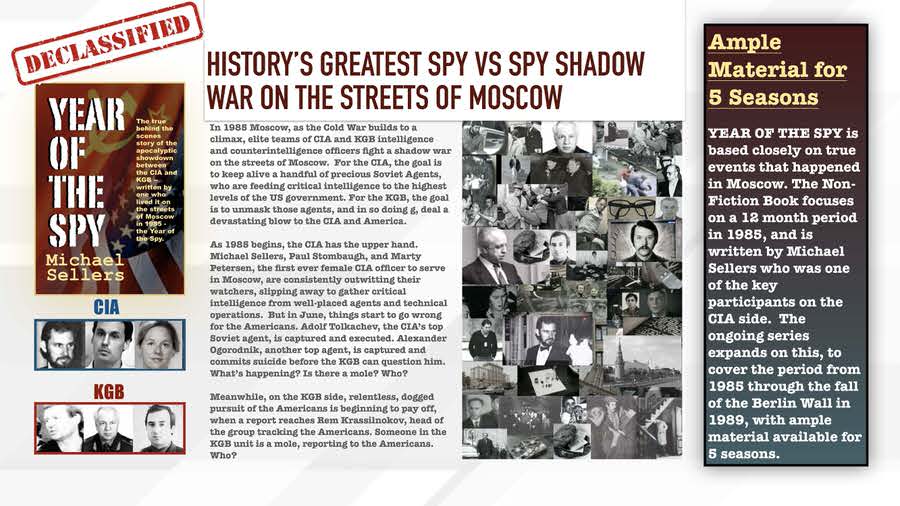 DECLASSIFIED
HISTORY'S GREATEST SPY VS SPY SHADOW
WAR ON THE STREETS OF MOSCOW
YEAR
OF
THE
SPY
The true
behind the
scenes
story of the
apocalyptic
showdown
between
the CIA and
KGB --
written by
one who
lived it on
the streets
of Moscow
in 1985 -
the Year of
the Spy.
Michael
Sellers
CIA
KGB
In 1985 Moscow, as the Cold War builds to a
climax, elite teams of CIA and KGB intelligence
and counterintelligence officers fight a shadow war
on the streets of Moscow. For the CIA, the goal is
to keep alive a handful of precious Soviet Agents,
who are feeding critical intelligence to the highest
levels of the US government. For the KGB, the goal
is to unmask those agents, and in so doing g, deal a
devastating blow to the CIA and America.
As 1985 begins, the CIA has the upper hand.
Michael Sellers, Paul Stombaugh, and Marty
Petersen, the first ever female CIA officer to serve
in Moscow, are consistently outwitting their
watchers, slipping away to gather critical
intelligence from well-placed agents and technical
operations. But in June, things start to go wrong
for the Americans. Adolf Tolkachev, the CIA's top
Soviet agent, is captured and executed. Alexander
Ogorodnik, another top agent, is captured and
commits suicide before the KGB can question him.
What's happening? Is there a mole? Who?
Meanwhile, on the KGB side, relentless, dogged
pursuit of the Americans is beginning to pay off,
when a report reaches Rem Krassilnokov, head of
the group tracking the Americans. Someone in the
KGB unit is a mole, reporting to the Americans.
Who?
Ample
Material for
5 Seasons
YEAR OF THE SPY is
based closely on true
events that happened
in Moscow. The Non-
Fiction Book focuses
on a 12 month period
in 1985, and is
written by Michael
Sellers who was one
of the key
participants on the
CIA side. The
ongoing series
expands on this, to
cover the period from
1985 through the fall
of the Berlin Wall in
1989, with ample
material available for
5 seasons.